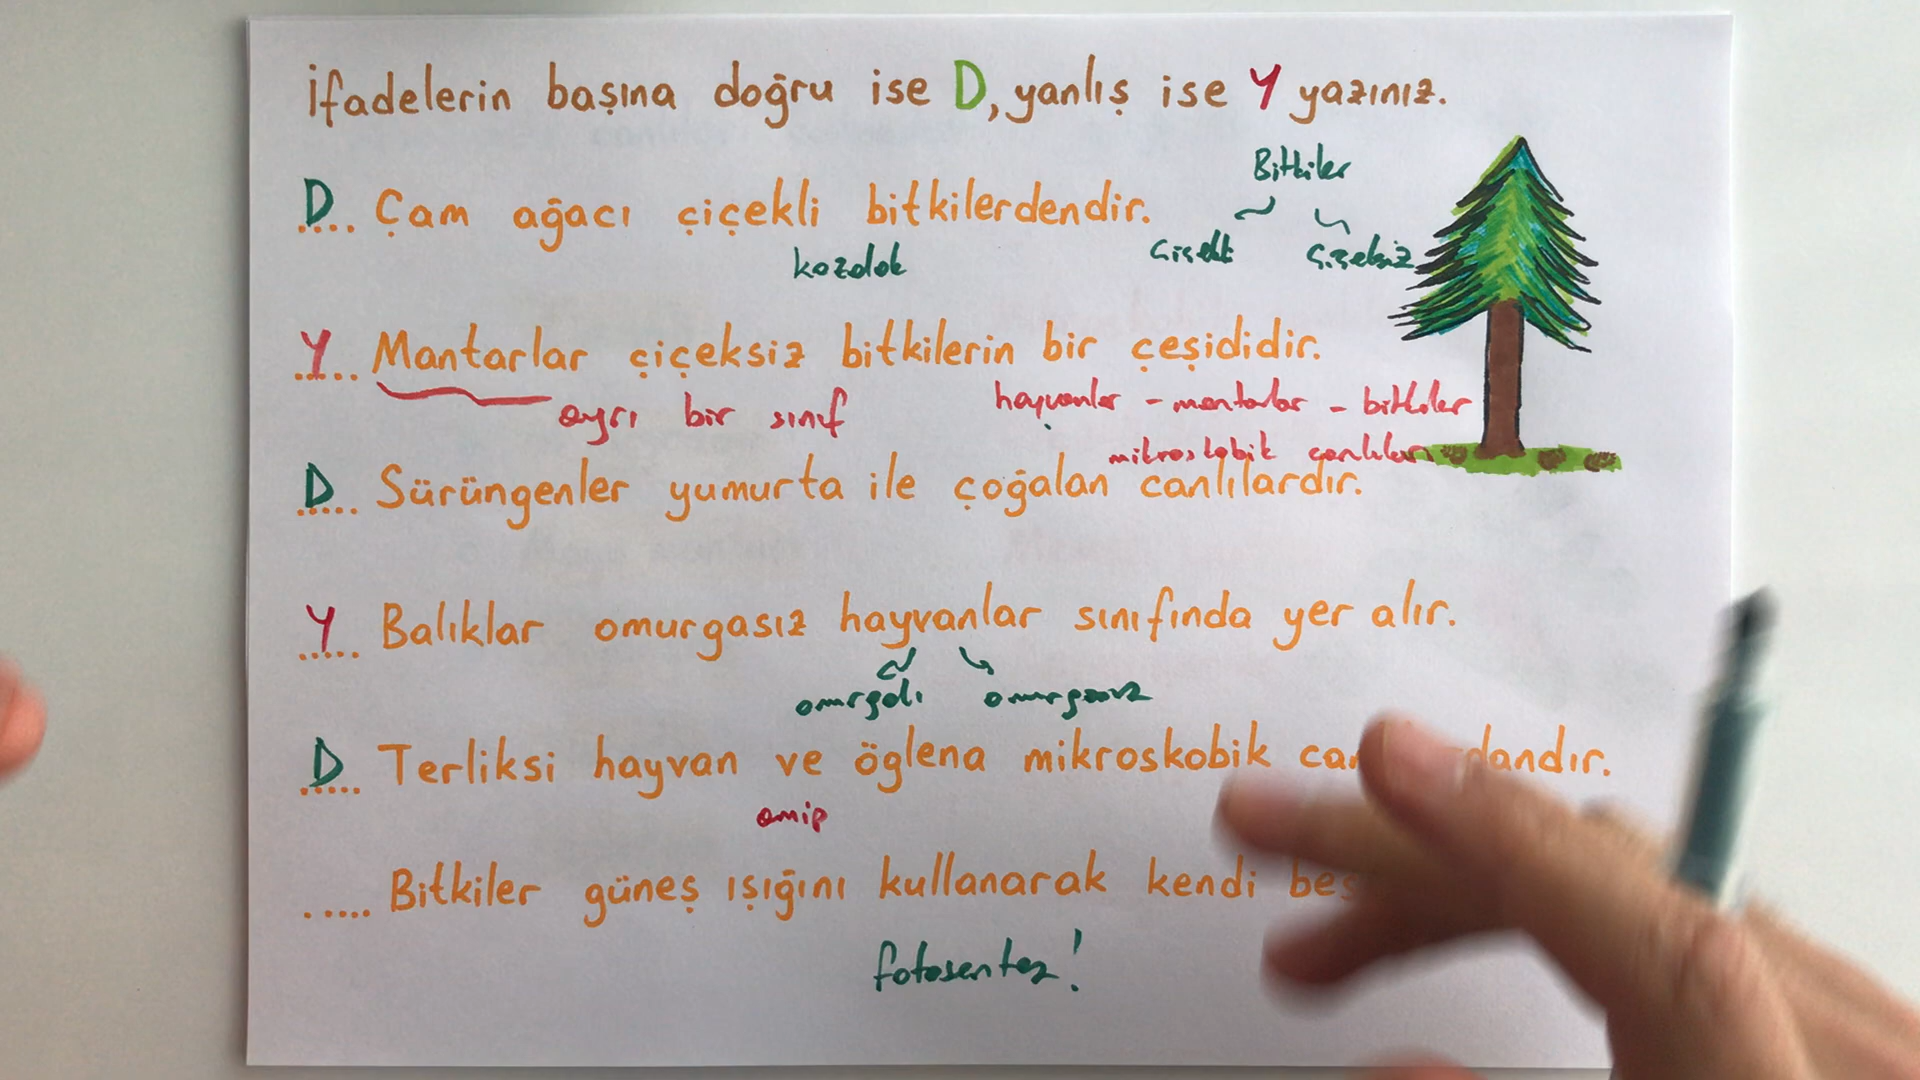 İfadelerin başına doğru ise D, yanlış ise Y yazınız.
Bitkiler
D Çam ağacı çiçekli bitkilerdendir.
kozalak çiçekli çiçeksiz
Y Mantarlar çiçeksiz bitkilerin bir çeşididir.
ayrı bir sınıf hayvanlar - mantarlar - bitkiler
mikroskobik canlılar
D Sürüngenler yumurta ile çoğalan canlılardır.
Y Balıklar omurgasız hayvanlar sınıfında yer alır.
omurgalı omurgasız
D Terliksi hayvan ve öglena mikroskobik
amip
..... Bitkiler güneş ışığını kullanarak kendi
fotosentez!